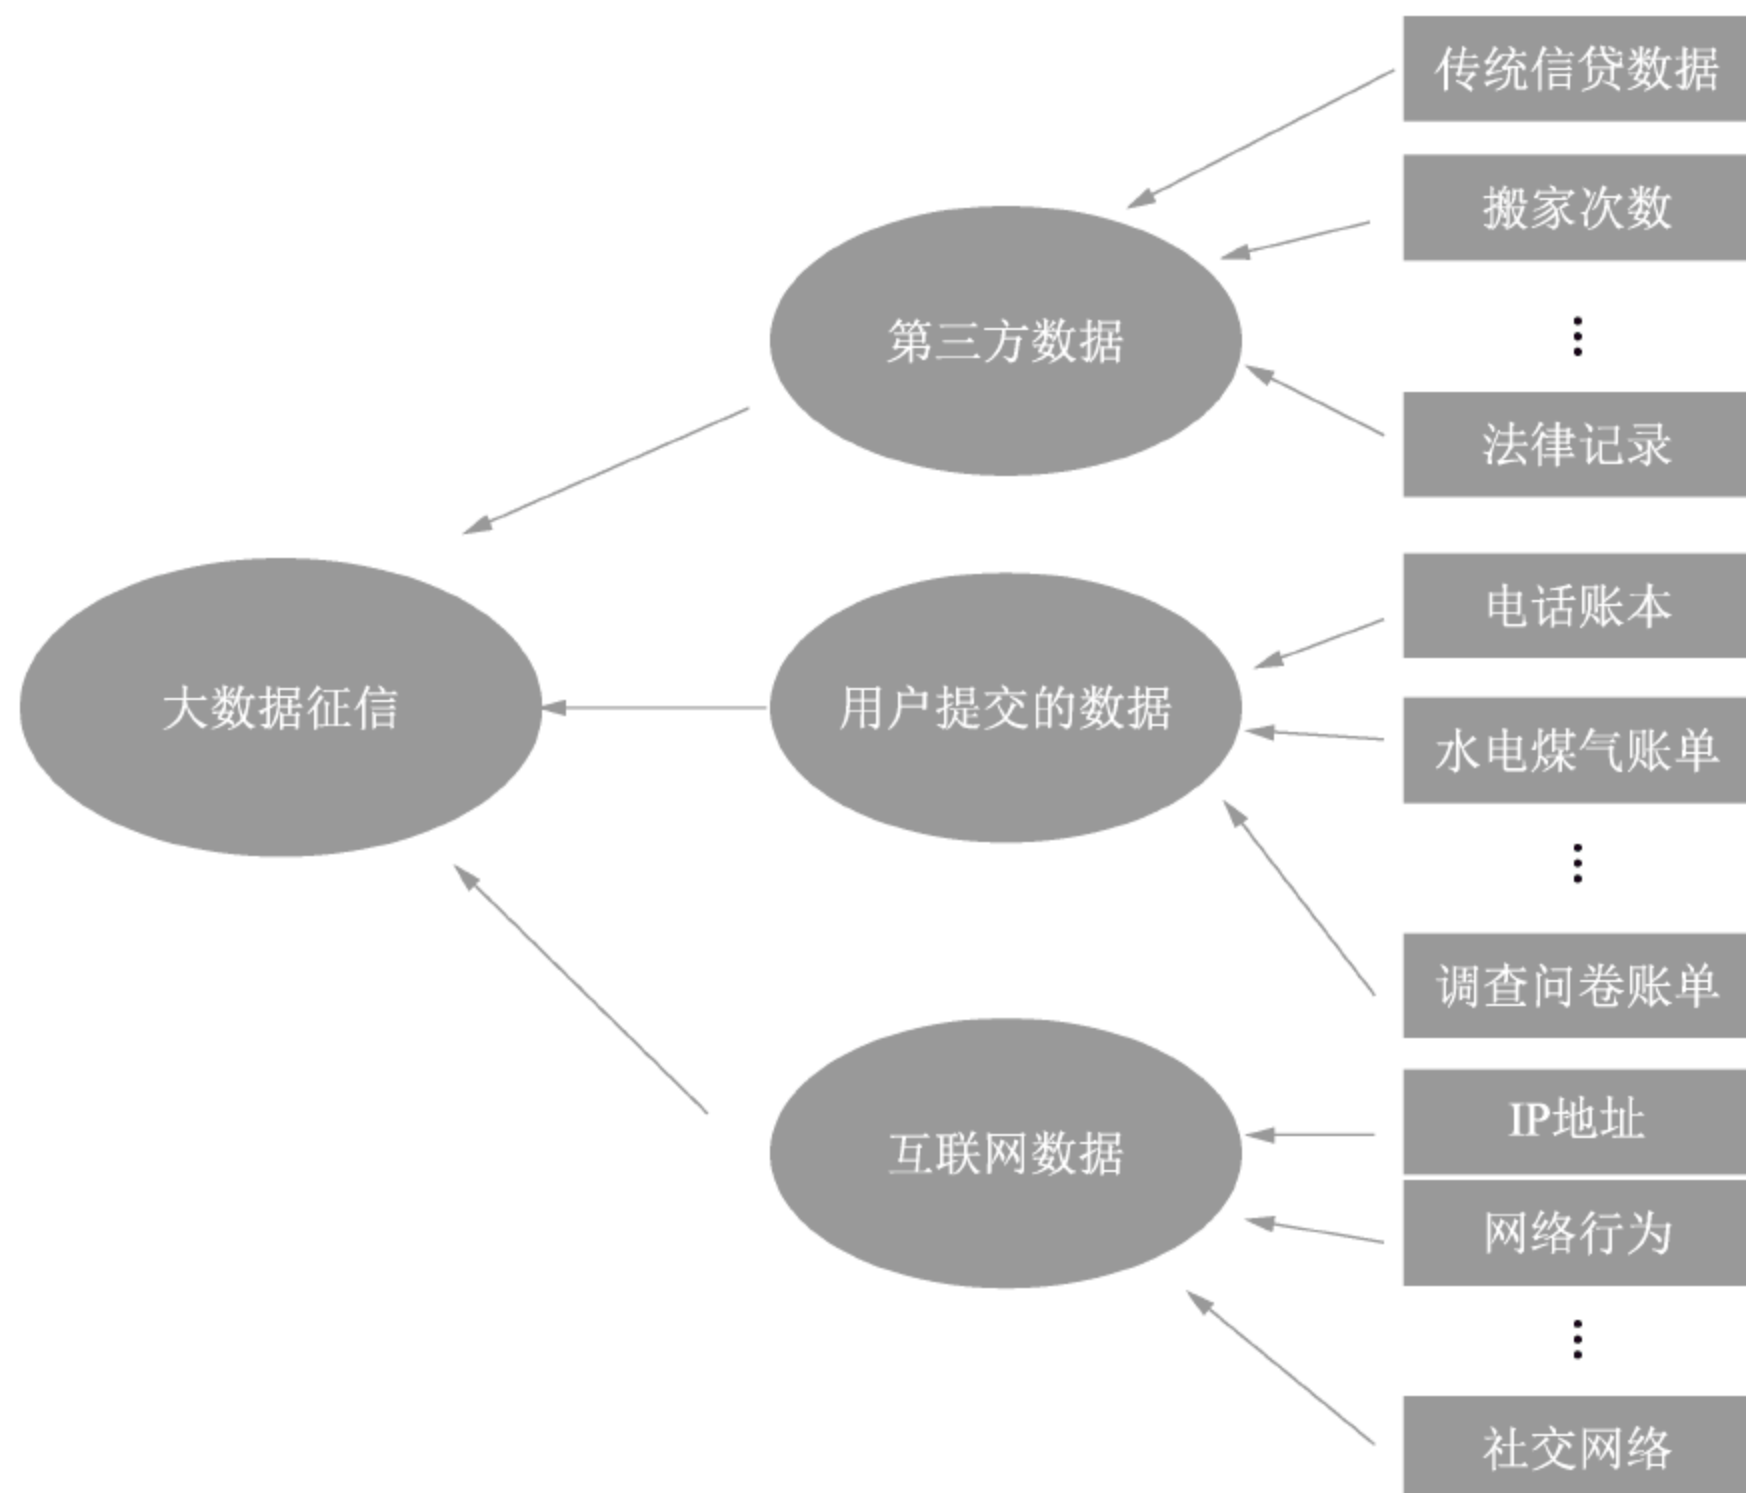 传统信贷数据
搬家次数
第三方数据
法律记录
电话账本
大数据征信
用户提交的数据
水电煤气账单
调查问卷账单
IP地址
互联网数据
网络行为
社交网络